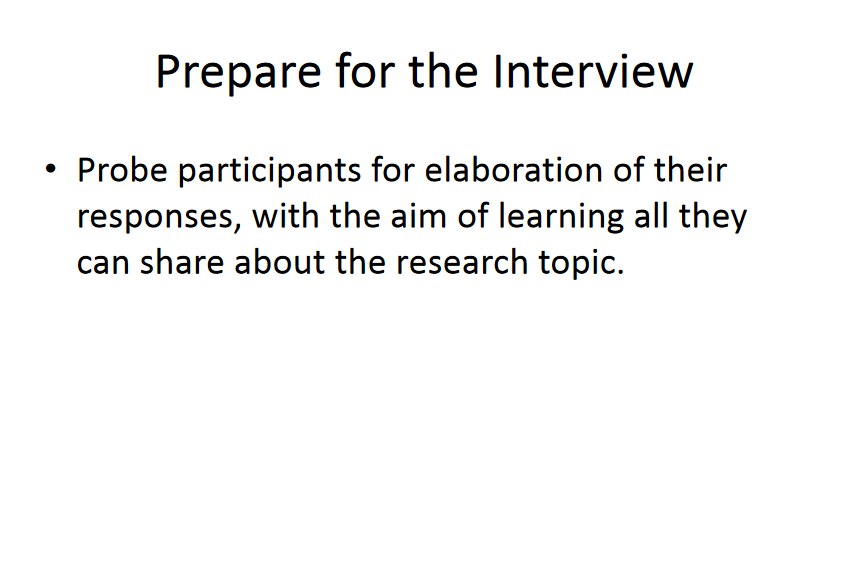 Prepare for the Interview
• Probe participants for elaboration of their
responses, with the aim of learning all they
can share about the research topic.